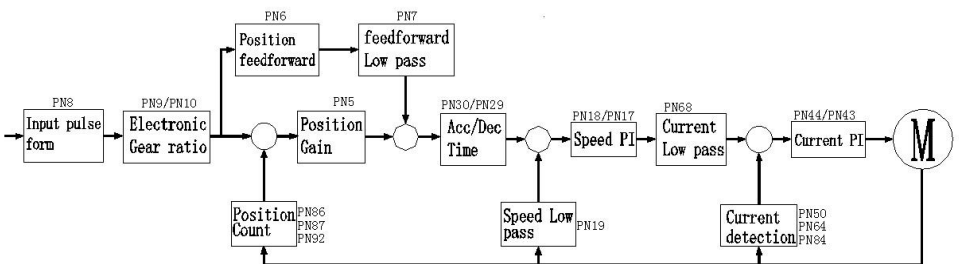 PN6
Position
feedforward
PN7
feedforward
Low pass
PN8
Input pulse
form
PN9/PN10
Electronic
Gear ratio
PN5
Position
Gain
PN30/PN29
Acc/Dec
Time
PN18/PN17
Speed PI
PN68
Current
Low pass
PN44/PN43
Current PI
M
Position
Count
PN86
PN87
PN92
Speed Low
pass
PN19
Current
detection
PN50
PN64
PN84